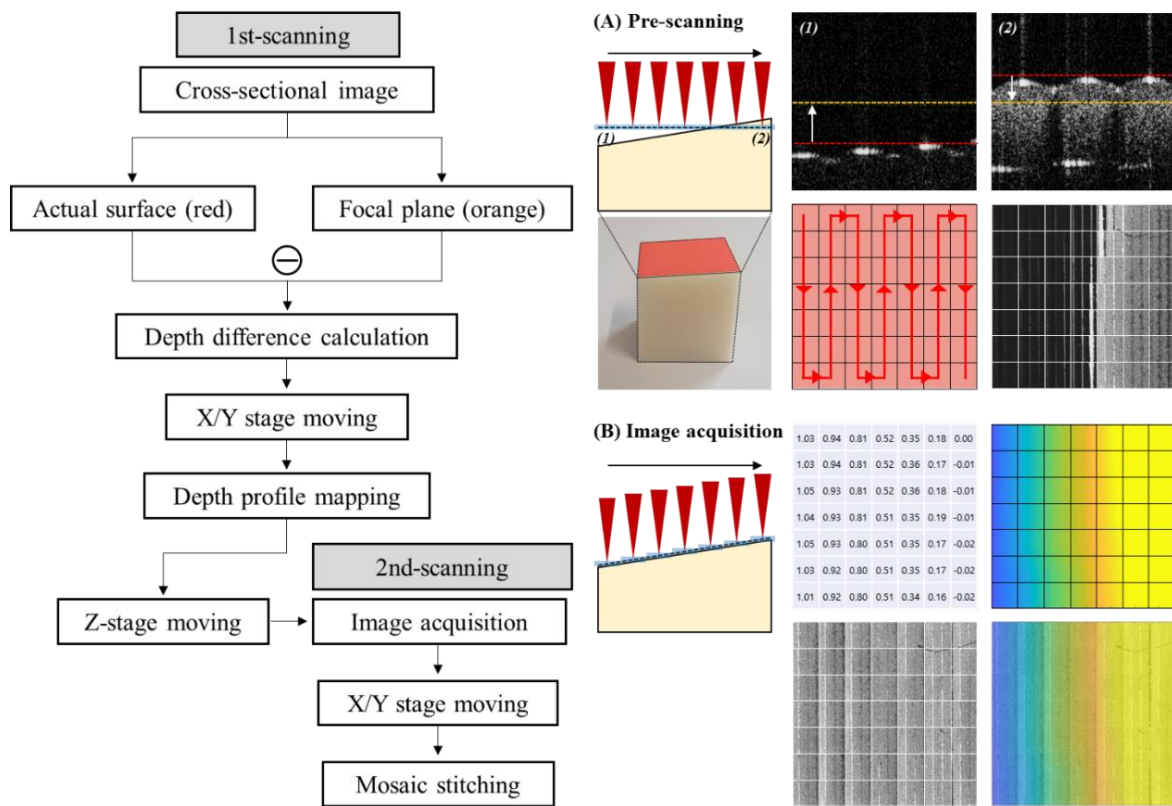 1st-scanning
Cross-sectional image
Actual surface (red)
Focal plane (orange)
Depth difference calculation
X/Y stage moving
Depth profile mapping
2nd-scanning
Z-stage moving
Image acquisition
X/Y stage moving
Mosaic stitching
(A) Pre-scanning
(1)
(2)
(1)
(2)
(B) Image acquisition
1.03 0.94 0.81 0.52 0.35 0.18 0.00
1.03 0.94 0.81 0.52 0.36 0.17 -0.01
1.05 0.93 0.81 0.52 0.36 0.18 -0.01
1.04 0.93 0.81 0.51 0.35 0.19 -0.01
1.05 0.93 0.80 0.51 0.35 0.17 -0.02
1.03 0.92 0.80 0.51 0.35 0.17 -0.02
1.01 0.92 0.80 0.51 0.34 0.16 -0.02